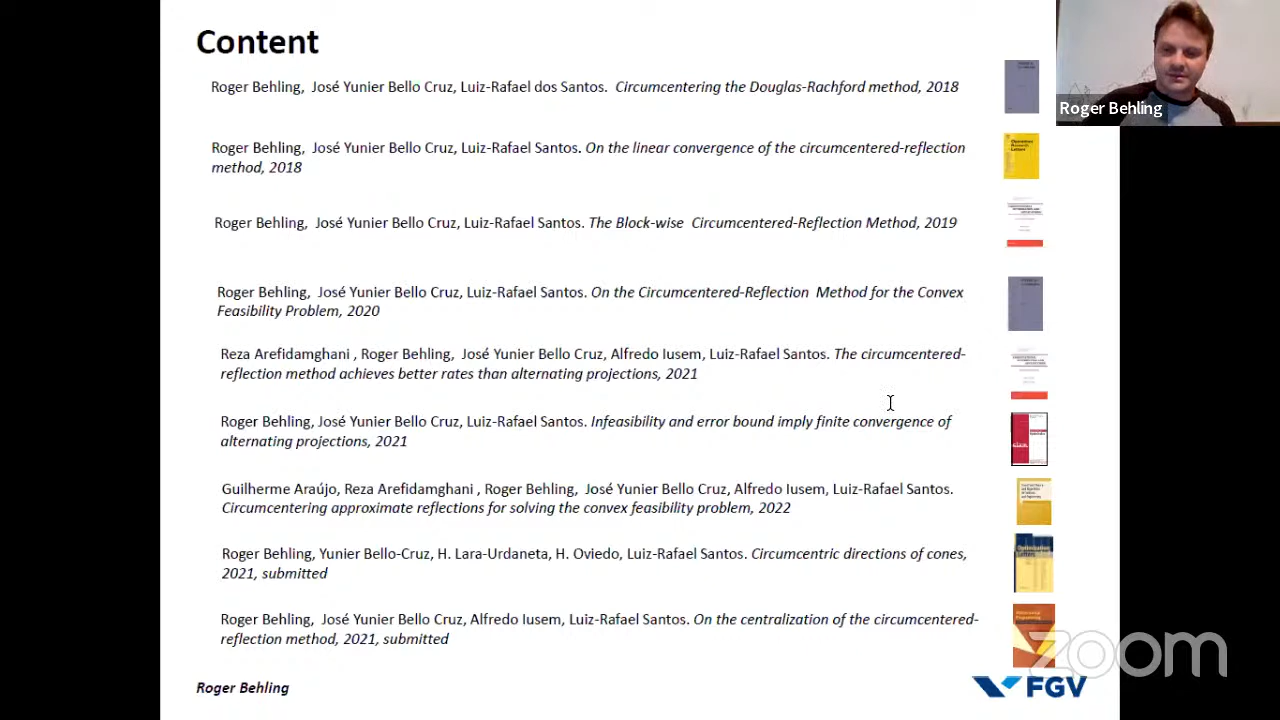 Content
Roger Behling, José Yunier Bello Cruz, Luiz-Rafael dos Santos. Circumcentering the Douglas-Rachford method, 2018
Roger Behling
Roger Behling, José Yunier Bello Cruz, Luiz-Rafael Santos. On the linear convergence of the circumcentered-reflection
method, 2018
Roger Behling, José Yunier Bello Cruz, Luiz-Rafael Santos. The Block-wise Circumcentered-Reflection Method, 2019
Roger Behling, José Yunier Bello Cruz, Luiz-Rafael Santos. On the Circumcentered-Reflection Method for the Convex
Feasibility Problem, 2020
Reza Arefidamghani , Roger Behling, José Yunier Bello Cruz, Alfredo Iusem, Luiz-Rafael Santos. The circumcentered-
reflection method achieves better rates than alternating projections, 2021
Roger Behling, José Yunier Bello Cruz, Luiz-Rafael Santos. Infeasibility and error bound imply finite convergence of
alternating projections, 2021
Guilherme Araújo, Reza Arefidamghani , Roger Behling, José Yunier Bello Cruz, Alfredo Iusem, Luiz-Rafael Santos.
Circumcentering approximate reflections for solving the convex feasibility problem, 2022
Roger Behling, Yunier Bello-Cruz, H. Lara-Urdaneta, H. Oviedo, Luiz-Rafael Santos. Circumcentric directions of cones,
2021, submitted
Roger Behling, José Yunier Bello Cruz, Alfredo Iusem, Luiz-Rafael Santos. On the centralization of the circumcentered-
reflection method, 2021, submitted
zoom
Roger Behling
FGV